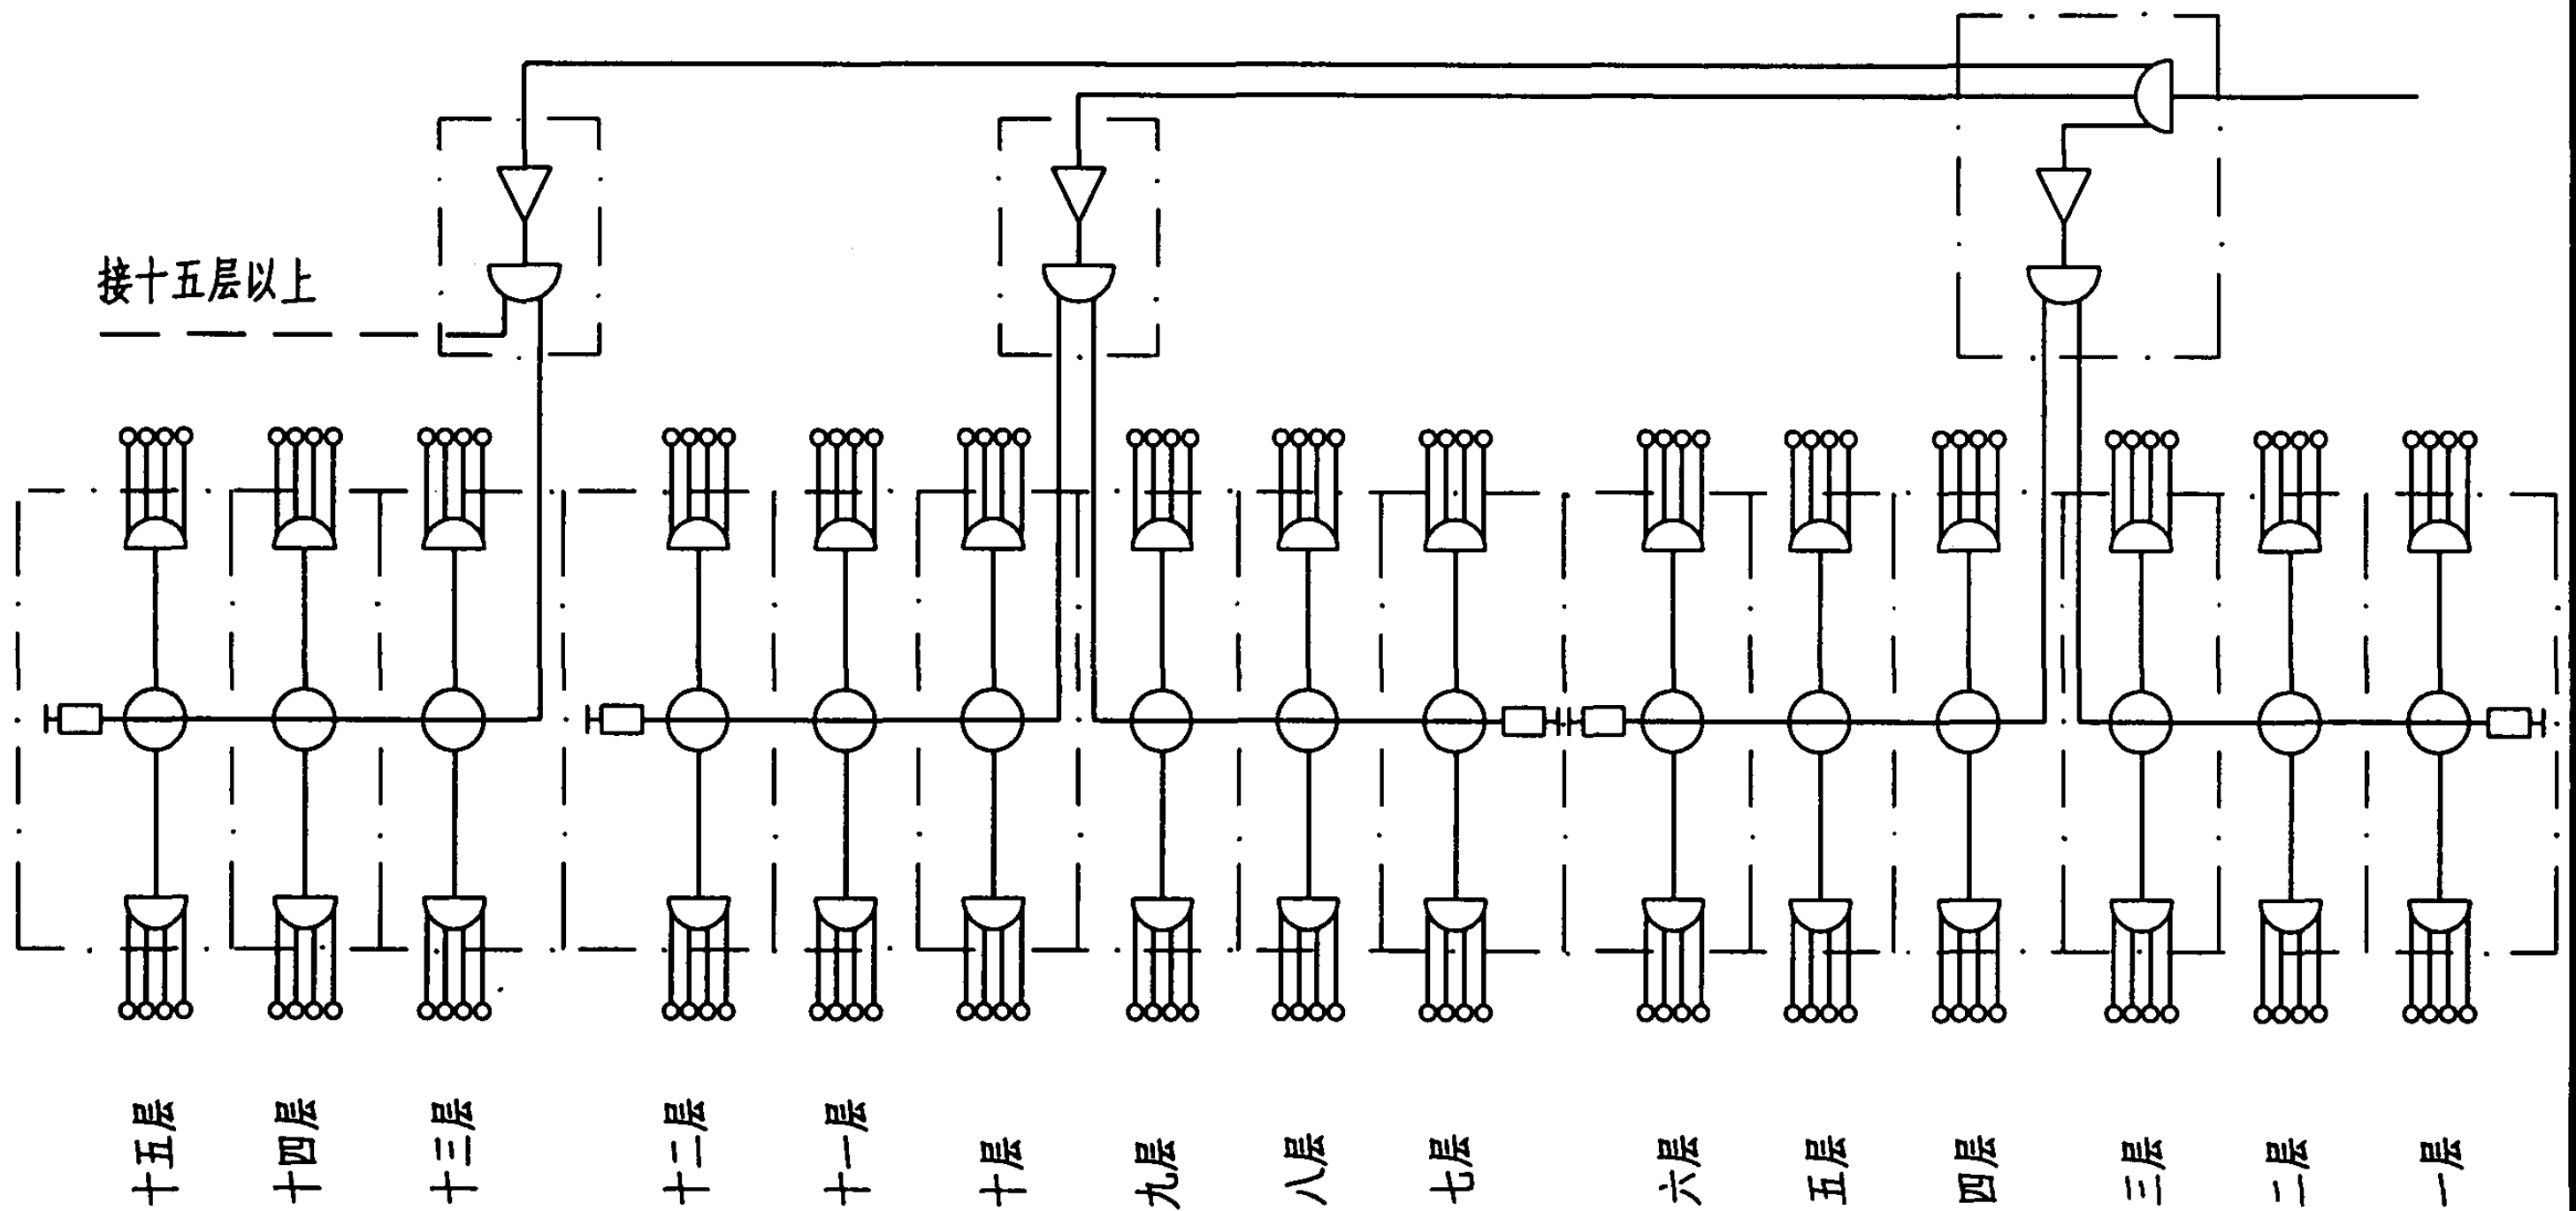 接十五层以上
十五层
十四层
十三层
十二层
十一层
十层
九层
八层
七层
六层
五层
四层
三层
二层
一层